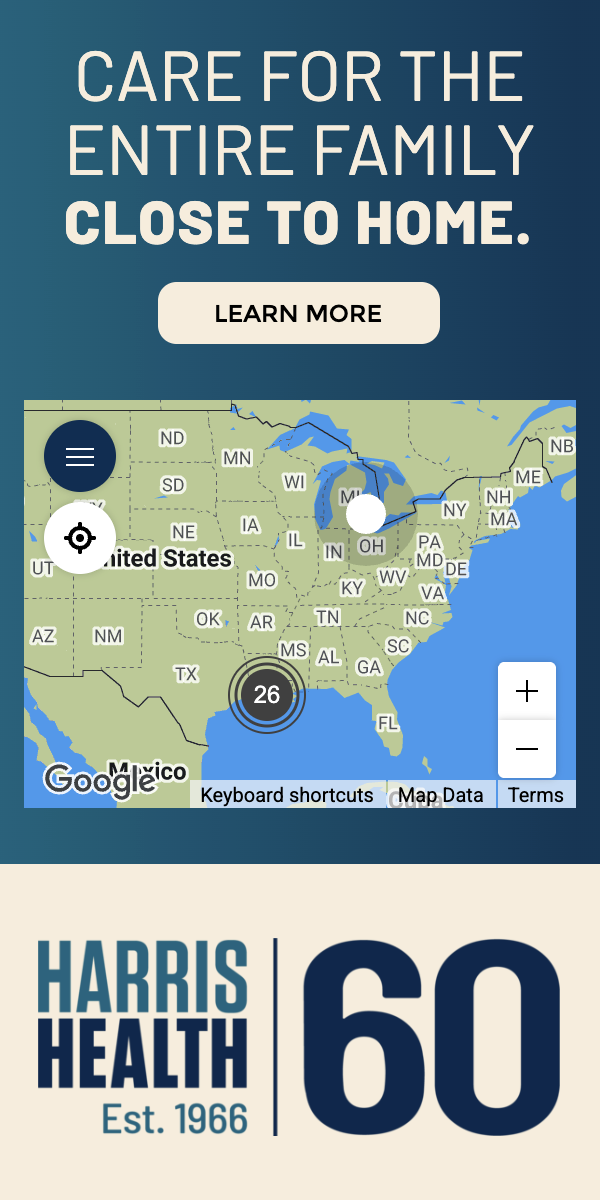 CARE FOR THE
ENTIRE FAMILY
CLOSE TO HOME.
LEARN MORE
NB
ND
MN
ME
WI
SD
MI
NH
NY
MA
IA
NE
IL
IN
OH
PA
MD
DE
UT
nited States
MO
KY
WV
VA
OK
AR
TN
NC
AZ
NM
MS
AL
SC
GA
TX
26
FL
Mexico
Google
Keyboard shortcuts
Map Data
Terms
HARRIS
HEALTH
Est. 1966
60